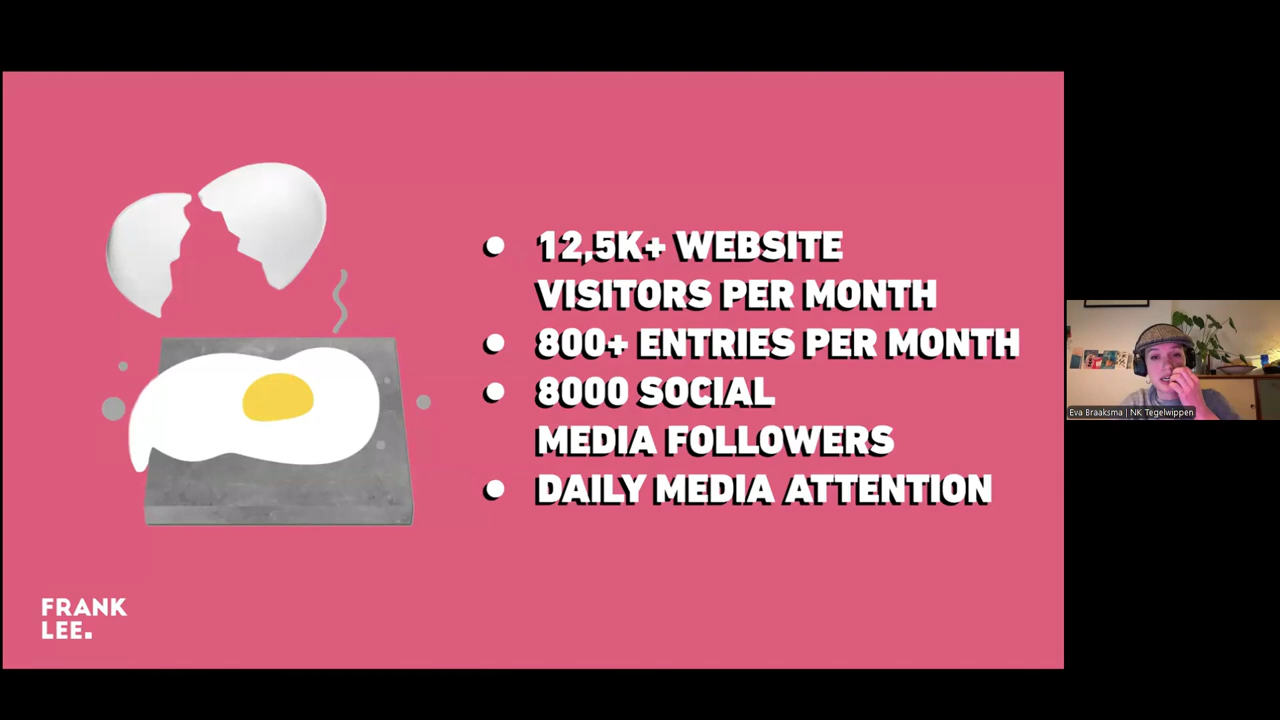 12,5K+ WEBSITE
VISITORS PER MONTH
800+ ENTRIES PER MONTH
8000 SOCIAL
MEDIA FOLLOWERS
DAILY MEDIA ATTENTION
FRANK
LEE.
Eva Braaksma | NK Tegelwippen